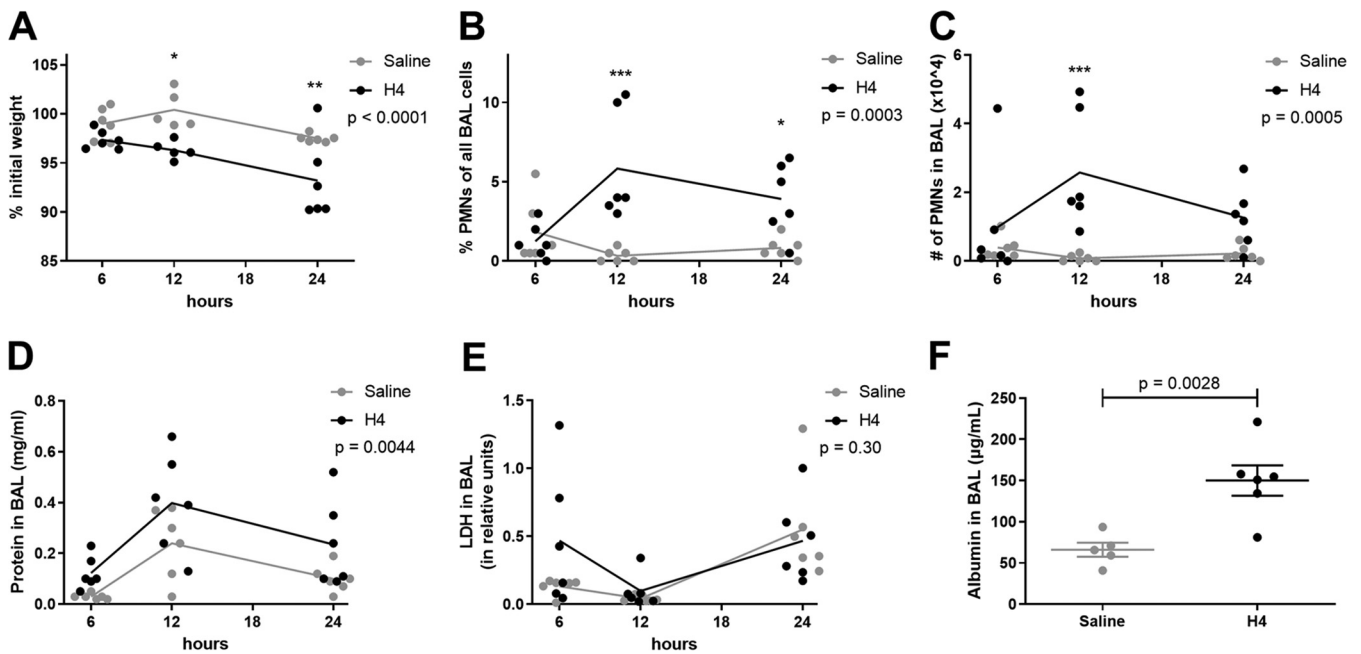 A
% initial weight
105
100
95
90
85
6
12
18
24
hours
*
**
Saline
H4
p < 0.0001
B
% PMNs of all BAL cells
10
5
0
6
12
18
24
hours
***
*
Saline
H4
p = 0.0003
C
# of PMNs in BAL (x10^4)
6
4
2
0
6
12
18
24
hours
***
Saline
H4
p = 0.0005
D
Protein in BAL (mg/ml)
0.8
0.6
0.4
0.2
0.0
6
12
18
24
hours
Saline
H4
p = 0.0044
E
LDH in BAL
(in relative units)
1.5
1.0
0.5
0.0
6
12
18
24
hours
Saline
H4
p = 0.30
F
Albumin in BAL (µg/mL)
250
200
150
100
50
0
p = 0.0028
Saline
H4